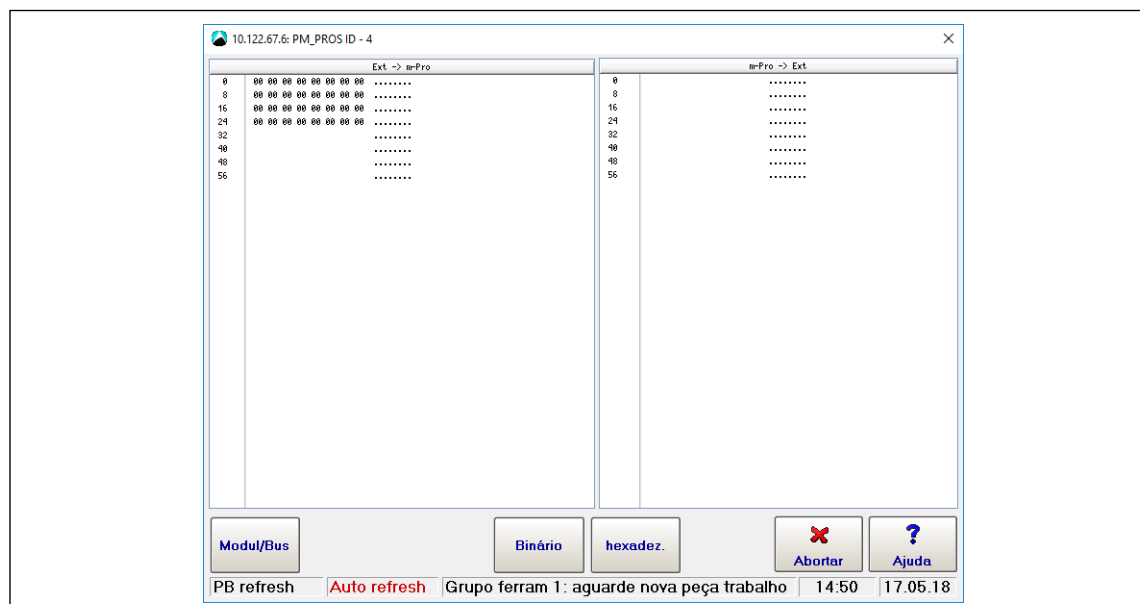 10.122.67.6: PM_PROS ID - 4
Ext -> m-Pro
0 00 00 00 00 00 00 00 00 ........
8 00 00 00 00 00 00 00 00 ........
16 00 00 00 00 00 00 00 00 ........
24 00 00 00 00 00 00 00 00 ........
32 ........
40 ........
48 ........
56 ........
m-Pro -> Ext
0 ........
8 ........
16 ........
24 ........
32 ........
40 ........
48 ........
56 ........
Modul/Bus
Binário
hexadez.
Abortar
? Ajuda
PB refresh Auto refresh Grupo ferram 1: aguarde nova peça trabalho 14:50 17.05.18